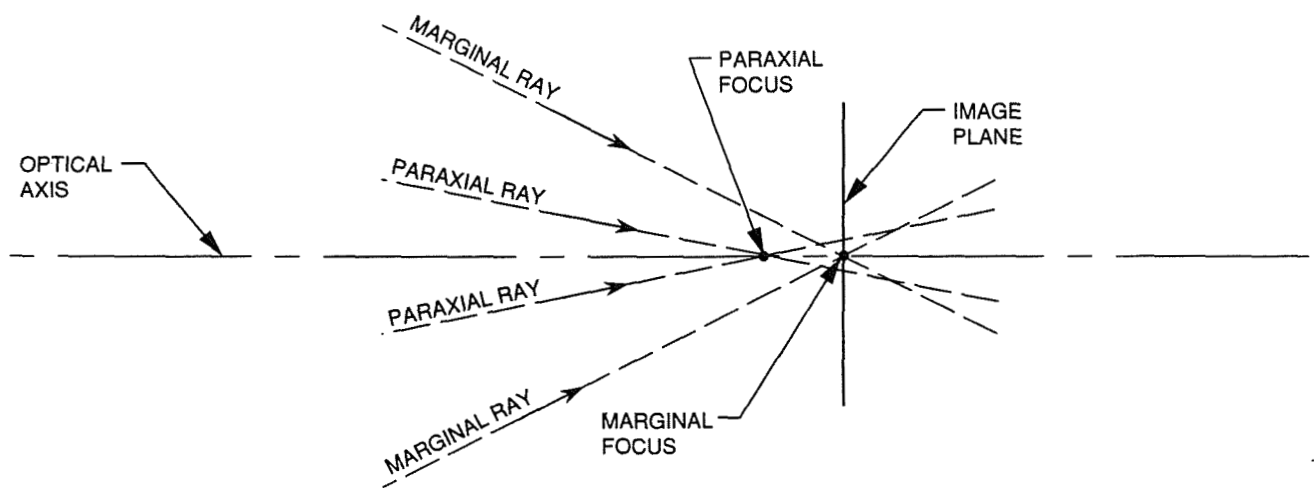 MARGINAL RAY
PARAXIAL
FOCUS
IMAGE
PLANE
OPTICAL
AXIS
PARAXIAL RAY
PARAXIAL RAY
MARGINAL RAY
MARGINAL
FOCUS